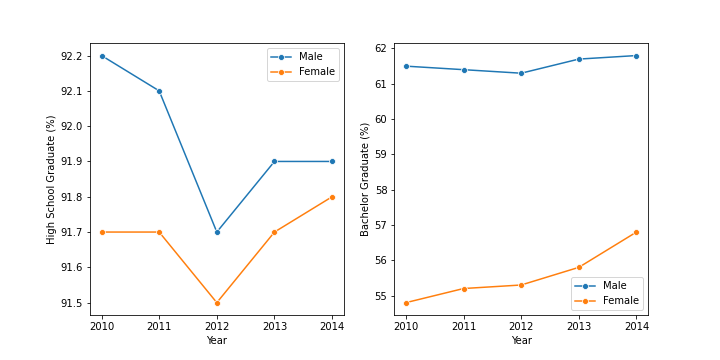 High School Graduate (%)
92.2
92.1
92.0
91.9
91.8
91.7
91.6
91.5
Male
Female
2010 2011 2012 2013 2014
Year
Bachelor Graduate (%)
62
61
60
59
58
57
56
55
Male
Female
2010 2011 2012 2013 2014
Year